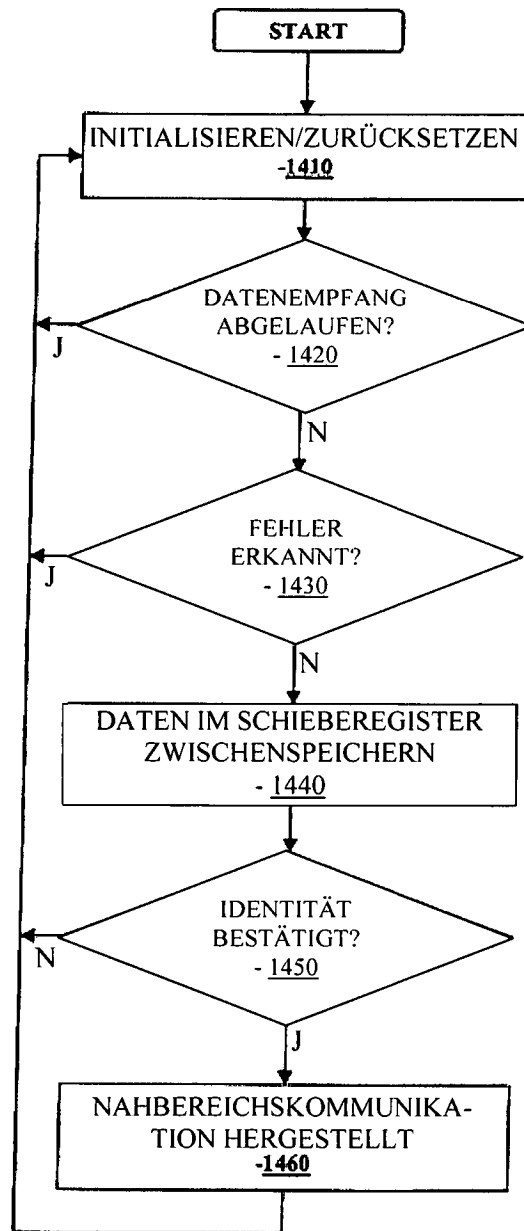 START
INITIALISIEREN/ZURÜCKSETZEN
-1410
DATENEMPFANG
ABGELAUFEN?
- 1420
J
N
FEHLER
ERKANNT?
- 1430
J
N
DATEN IM SCHIEBEREGISTER
ZWISCHENSPEICHERN
- 1440
IDENTITÄT
BESTÄTIGT?
- 1450
N
J
NAHBEREICHSKOMMUNIKA-
TION HERGESTELLT
-1460